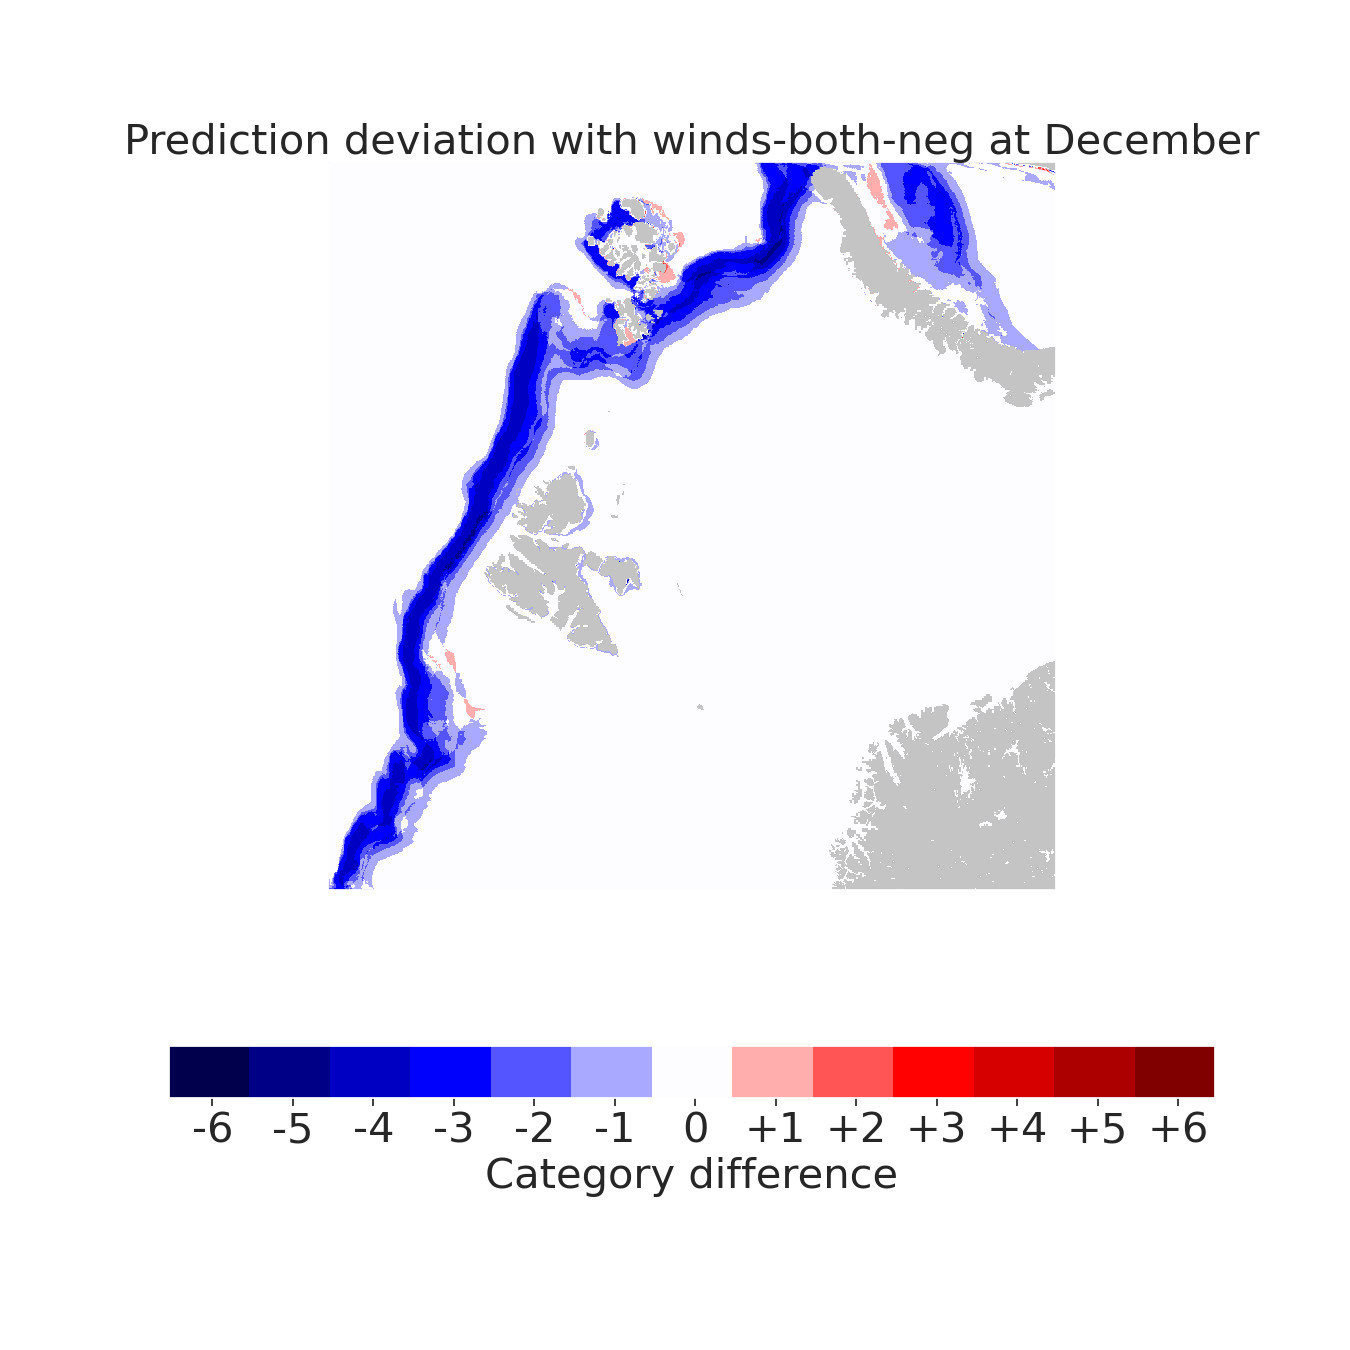 Prediction deviation with winds-both-neg at December
-6 -5 -4 -3 -2 -1 0 +1 +2 +3 +4 +5 +6
Category difference